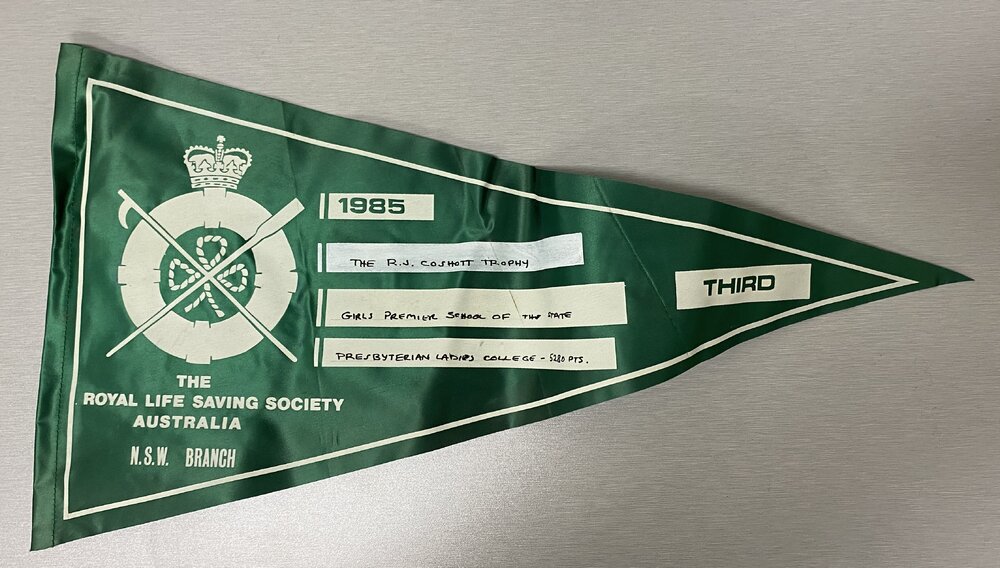 1985
THE R.J. COSHOTT TROPHY
GIRLS PREMIER SCHOOL OF THE STATE
PRESBYTERIAN LADIES COLLEGE - 5280 PTS.
THIRD
THE
ROYAL LIFE SAVING SOCIETY
AUSTRALIA
N.S.W. BRANCH